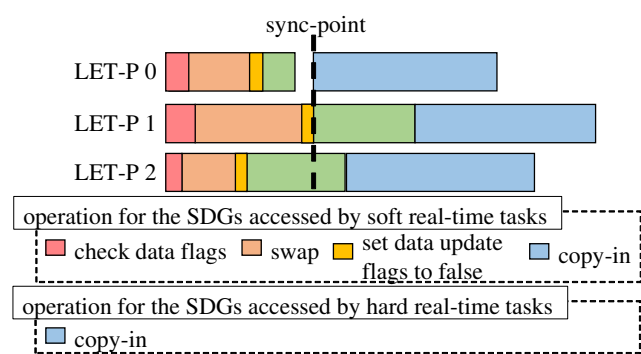 sync-point
LET-P 0
LET-P 1
LET-P 2
operation for the SDGs accessed by soft real-time tasks
check data flags
swap
set data update
flags to false
copy-in
operation for the SDGs accessed by hard real-time tasks
copy-in